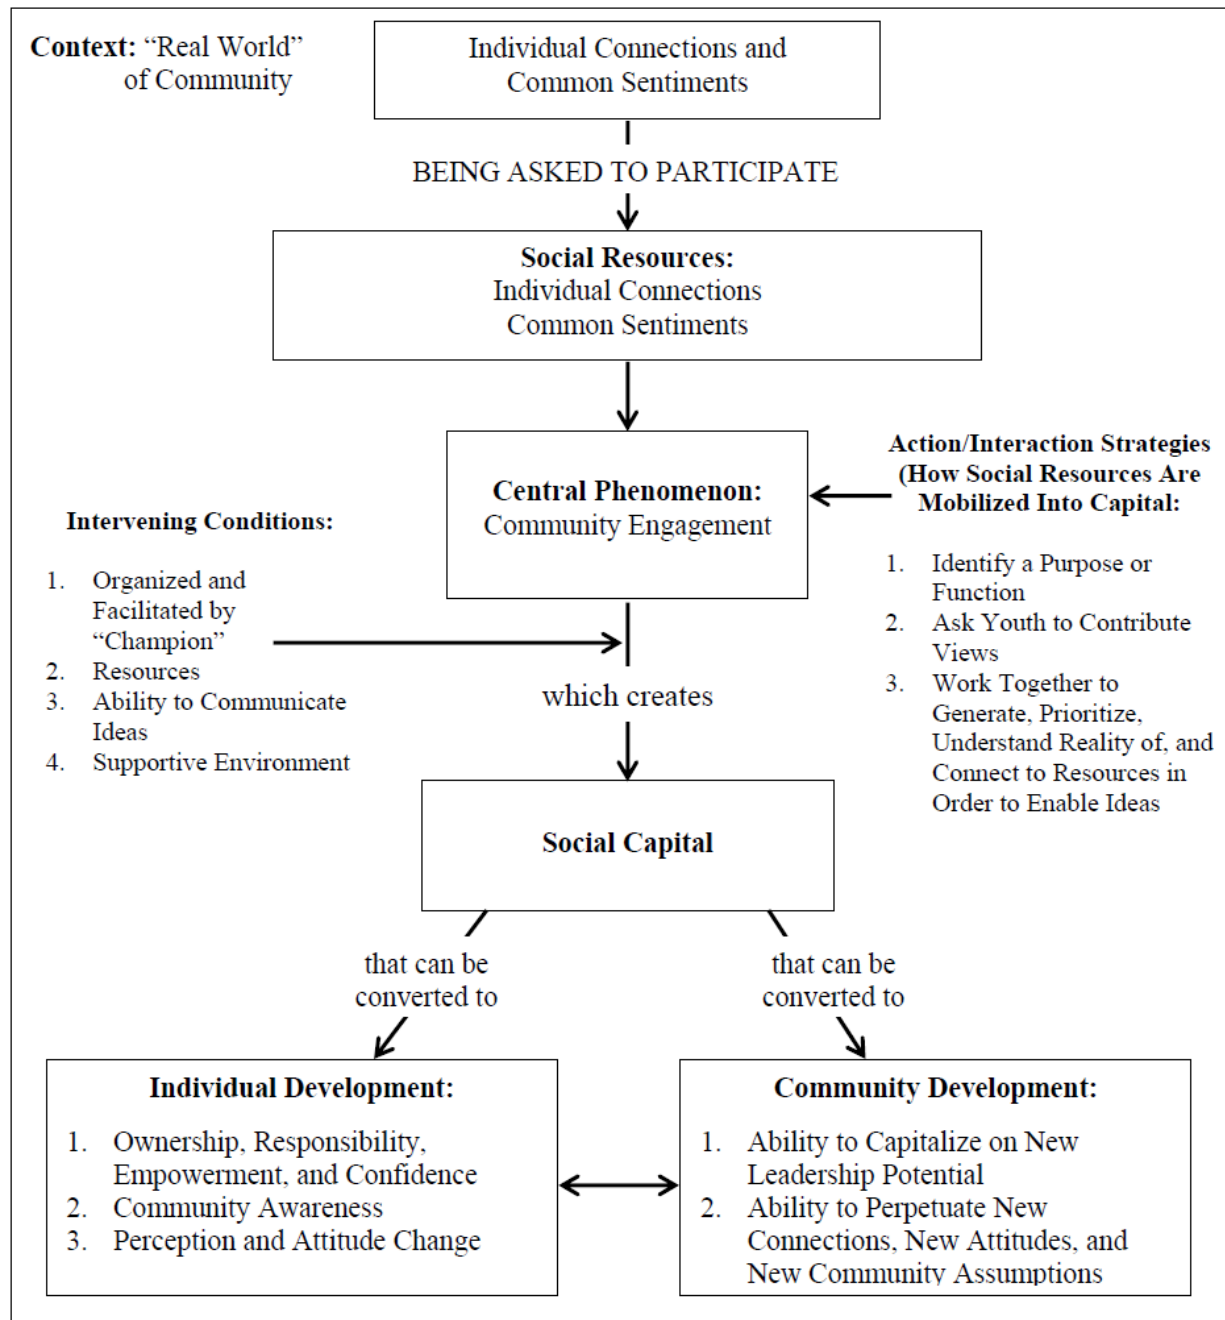 Context: “Real World”
of Community
Individual Connections and
Common Sentiments
BEING ASKED TO PARTICIPATE
Social Resources:
Individual Connections
Common Sentiments
Central Phenomenon:
Community Engagement
Action/Interaction Strategies
(How Social Resources Are
Mobilized Into Capital:
1. Identify a Purpose or
Function
2. Ask Youth to Contribute
Views
3. Work Together to
Generate, Prioritize,
Understand Reality of, and
Connect to Resources in
Order to Enable Ideas
Intervening Conditions:
1. Organized and
Facilitated by
“Champion”
2. Resources
3. Ability to Communicate
Ideas
4. Supportive Environment
which creates
Social Capital
that can be
converted to
that can be
converted to
Individual Development:
1. Ownership, Responsibility,
Empowerment, and Confidence
2. Community Awareness
3. Perception and Attitude Change
Community Development:
1. Ability to Capitalize on New
Leadership Potential
2. Ability to Perpetuate New
Connections, New Attitudes, and
New Community Assumptions